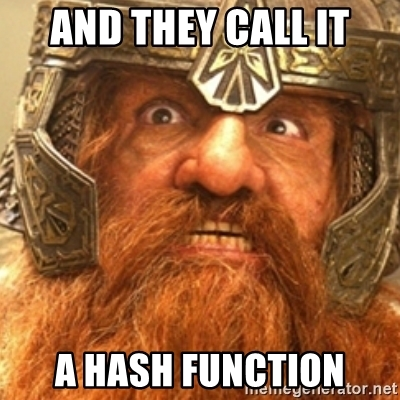 AND THEY CALL IT
A HASH FUNCTION
memegenerator.net